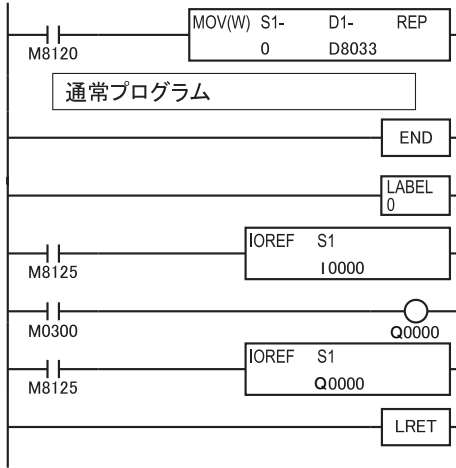 MOV(W) S1- D1- REP
0 D8033
M8120
通常プログラム
END
LABEL
0
IOREF S1
I0000
M8125
M0300
Q0000
IOREF S1
Q0000
M8125
LRET